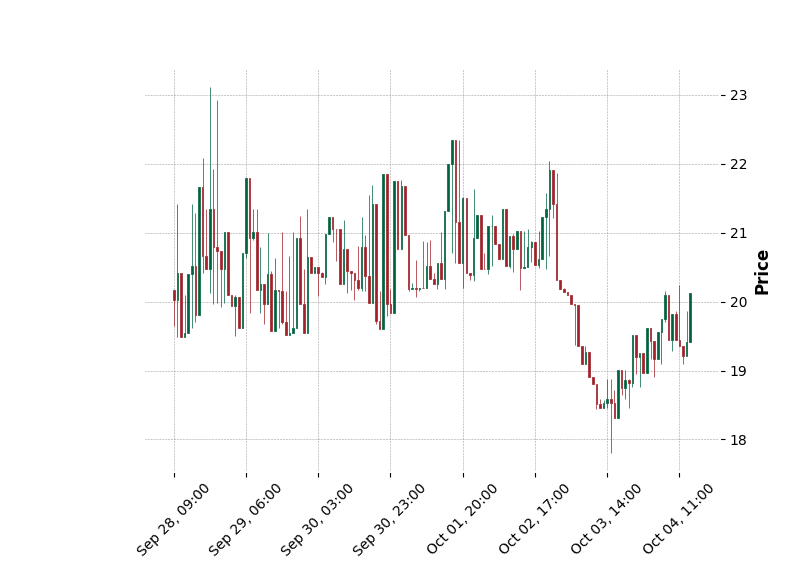 23
22
21
20
19
18
Price
Sep 28, 09:00
Sep 29, 06:00
Sep 30, 03:00
Sep 30, 23:00
Oct 01, 20:00
Oct 02, 17:00
Oct 03, 14:00
Oct 04, 11:00